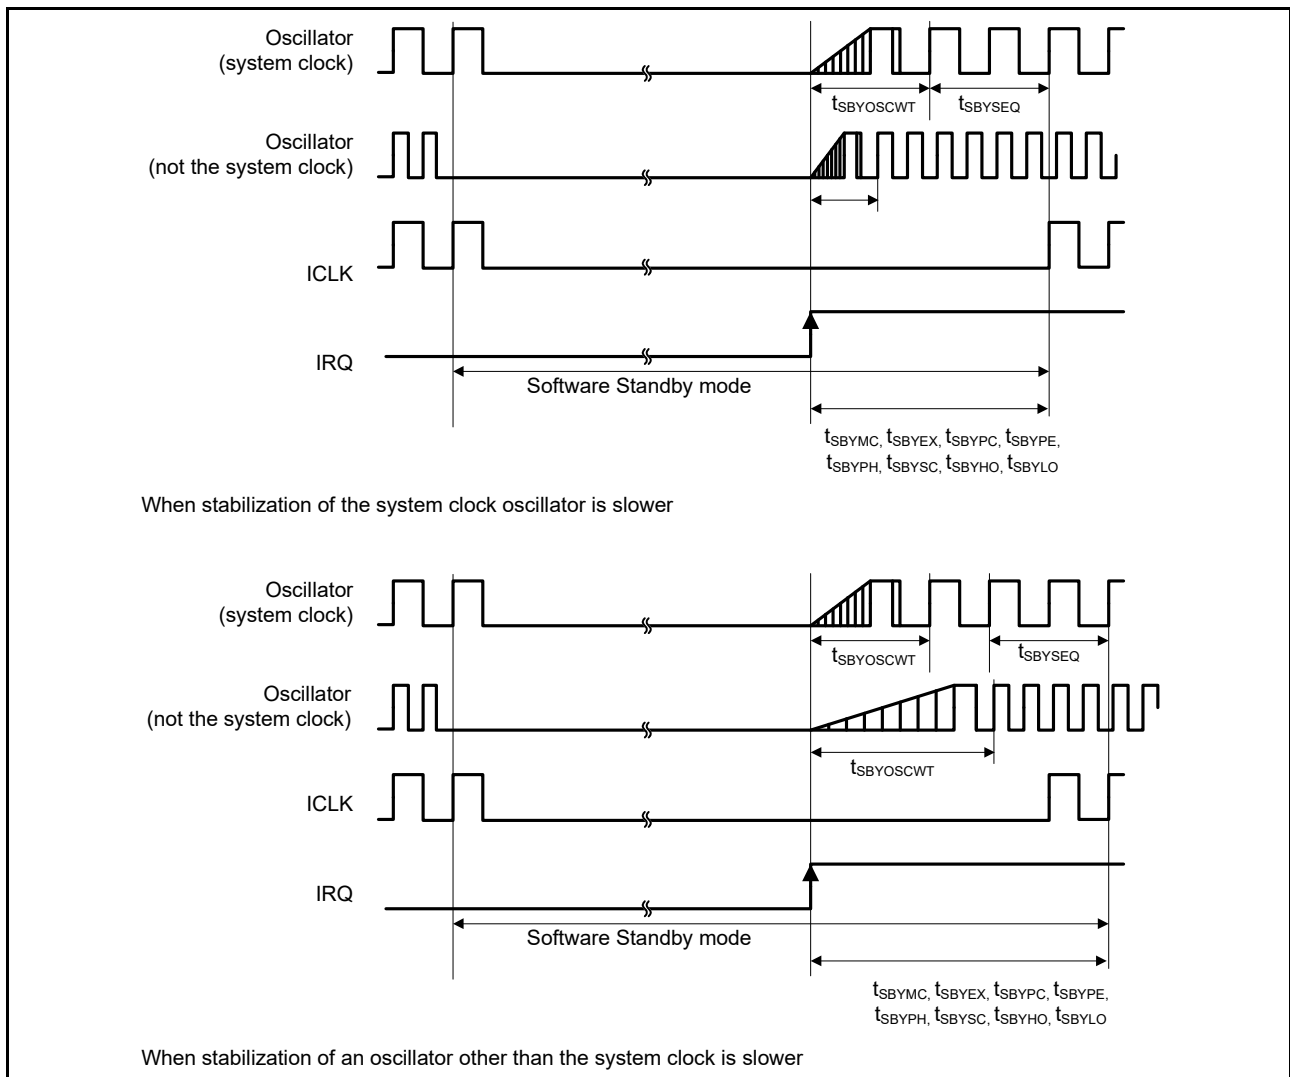 Oscillator
(system clock)
tSBYOSCWT
tSBYSEQ
Oscillator
(not the system clock)
ICLK
IRQ
Software Standby mode
tSBYMC, tSBYEX, tSBYPC, tSBYPE,
tSBYPH, tSBYSC, tSBYHO, tSBYLO
When stabilization of the system clock oscillator is slower
Oscillator
(system clock)
tSBYOSCWT
tSBYSEQ
Oscillator
(not the system clock)
tSBYOSCWT
ICLK
IRQ
Software Standby mode
tSBYMC, tSBYEX, tSBYPC, tSBYPE,
tSBYPH, tSBYSC, tSBYHO, tSBYLO
When stabilization of an oscillator other than the system clock is slower